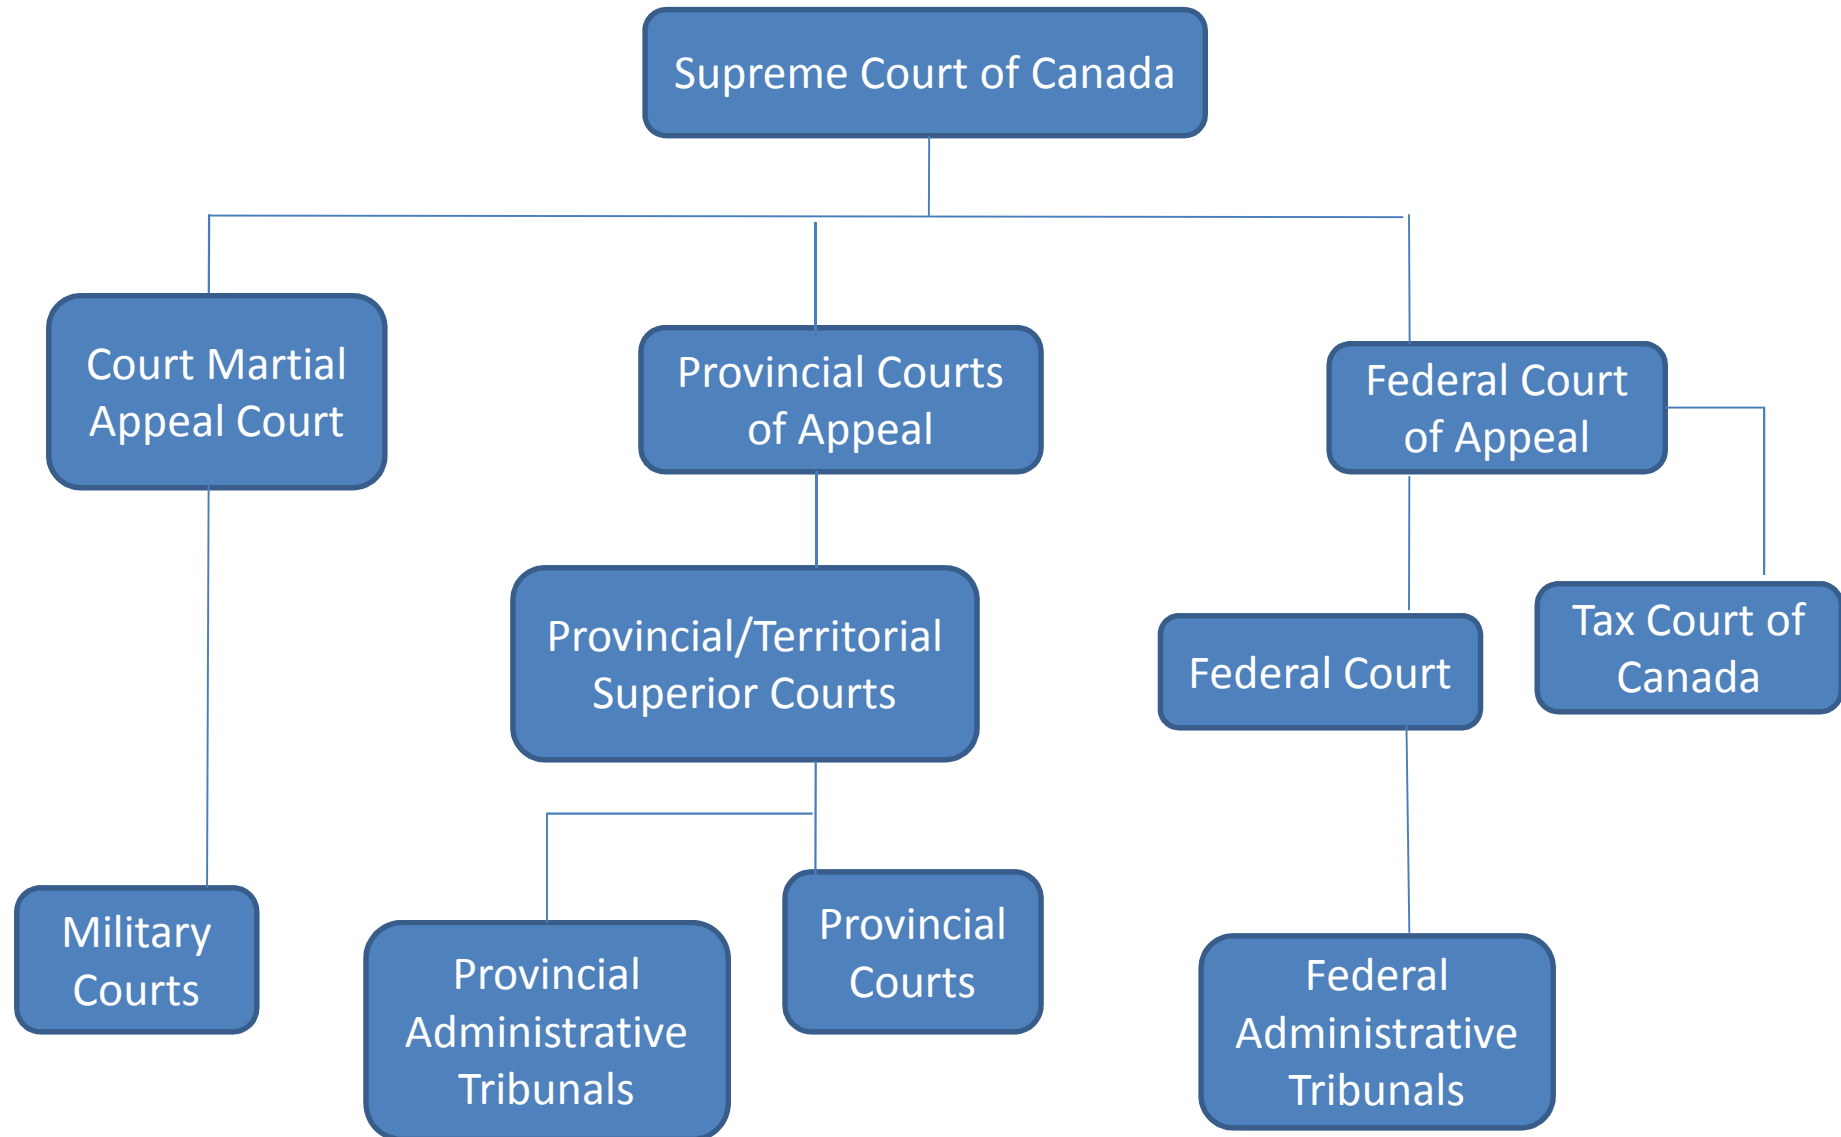 Supreme Court of Canada
Court Martial
Appeal Court
Provincial Courts
of Appeal
Federal Court
of Appeal
Provincial/Territorial
Superior Courts
Federal Court
Tax Court of
Canada
Military
Courts
Provincial
Administrative
Tribunals
Provincial
Courts
Federal
Administrative
Tribunals